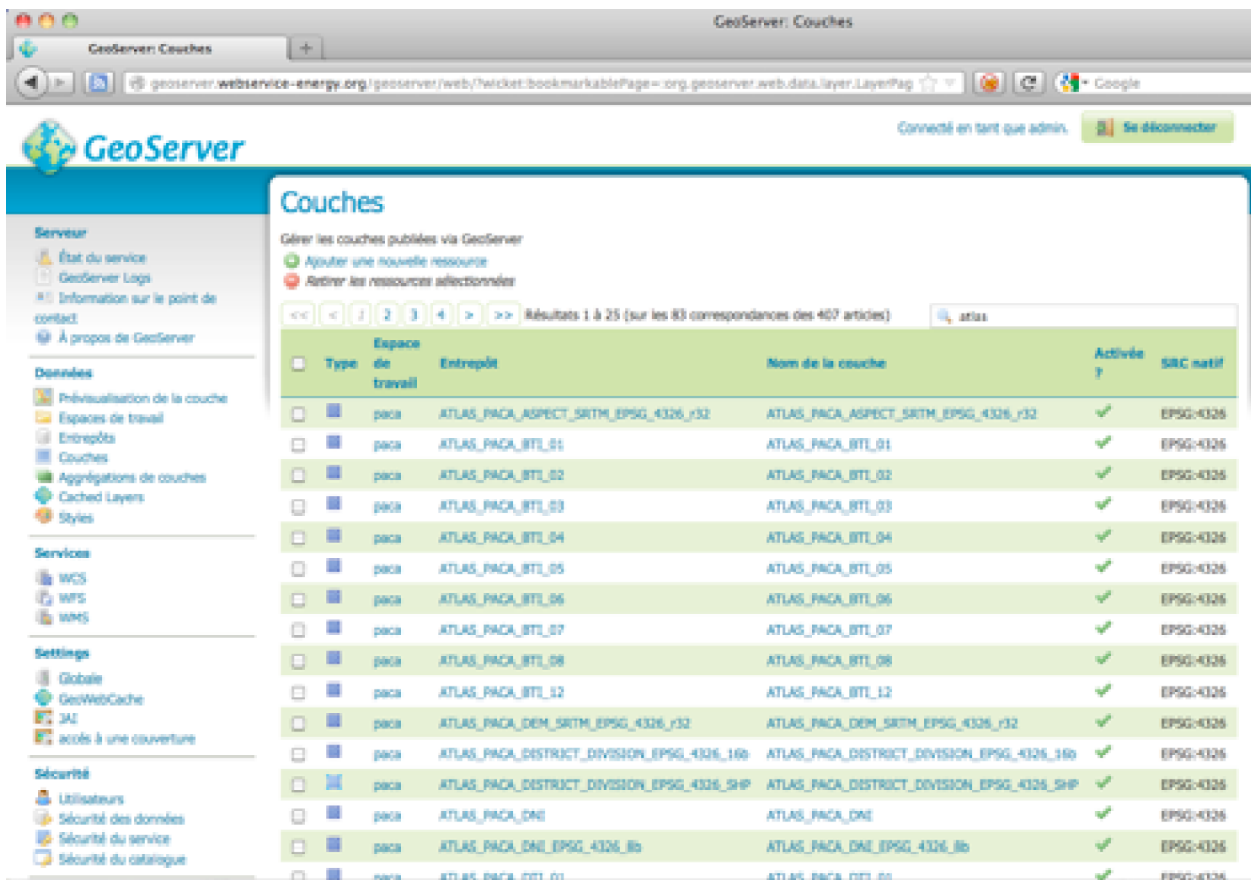 GeoServer: Couches
GeoServer: Couches
geoserver.webservice-energy.org/geoserver/web/?wicket:bookmarkablePage=:org.geoserver.web.data.layer.LayerPag
Google
GeoServer
Connecté en tant que admin.
Se déconnecter
Serveur
État du service
GeoServer Logs
Information sur le point de
contact
À propos de GeoServer
Données
Prévisualisation de la couche
Espaces de travail
Entrepôts
Couches
Aggrégations de couches
Cached Layers
Styles
Services
WCS
WFS
WMS
Settings
Globale
GeoWebCache
JAI
accés à une couverture
Sécurité
Utilisateurs
Sécurité des données
Sécurité du service
Sécurité du catalogue
Couches
Gérer les couches publiées via GeoServer
Ajouter une nouvelle ressource
Retirer les ressources sélectionnées
<< < 1 2 3 4 > >> Résultats 1 à 25 (sur les 83 correspondances des 407 articles) atlas
Type Espace de travail Entrepôt Nom de la couche Activée ? SRC natif
paca ATLAS_PACA_ASPECT_SRTM_EPSG_4326_r32 ATLAS_PACA_ASPECT_SRTM_EPSG_4326_r32 EPSG:4326
paca ATLAS_PACA_BTI_01 ATLAS_PACA_BTI_01 EPSG:4326
paca ATLAS_PACA_BTI_02 ATLAS_PACA_BTI_02 EPSG:4326
paca ATLAS_PACA_BTI_03 ATLAS_PACA_BTI_03 EPSG:4326
paca ATLAS_PACA_BTI_04 ATLAS_PACA_BTI_04 EPSG:4326
paca ATLAS_PACA_BTI_05 ATLAS_PACA_BTI_05 EPSG:4326
paca ATLAS_PACA_BTI_06 ATLAS_PACA_BTI_06 EPSG:4326
paca ATLAS_PACA_BTI_07 ATLAS_PACA_BTI_07 EPSG:4326
paca ATLAS_PACA_BTI_08 ATLAS_PACA_BTI_08 EPSG:4326
paca ATLAS_PACA_BTI_12 ATLAS_PACA_BTI_12 EPSG:4326
paca ATLAS_PACA_DEM_SRTM_EPSG_4326_r32 ATLAS_PACA_DEM_SRTM_EPSG_4326_r32 EPSG:4326
paca ATLAS_PACA_DISTRICT_DIVISION_EPSG_4326_16b ATLAS_PACA_DISTRICT_DIVISION_EPSG_4326_16b EPSG:4326
paca ATLAS_PACA_DISTRICT_DIVISION_EPSG_4326_SHP ATLAS_PACA_DISTRICT_DIVISION_EPSG_4326_SHP EPSG:4326
paca ATLAS_PACA_DNI ATLAS_PACA_DNI EPSG:4326
paca ATLAS_PACA_DNI_EPSG_4326_8b ATLAS_PACA_DNI_EPSG_4326_8b EPSG:4326
paca ATLAS_PACA_DTI_01 ATLAS_PACA_DTI_01 EPSG:4326